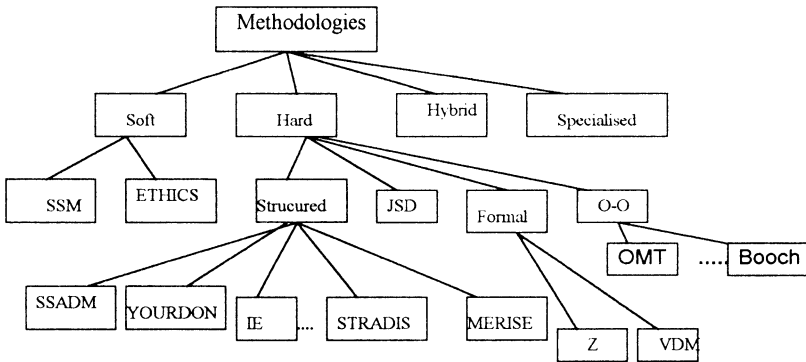 Methodologies
Soft
Hard
Hybrid
Specialised
SSM
ETHICS
Strucured
JSD
Formal
O-O
OMT
.....
Booch
SSADM
YOURDON
IE
....
STRADIS
MERISE
Z
VDM